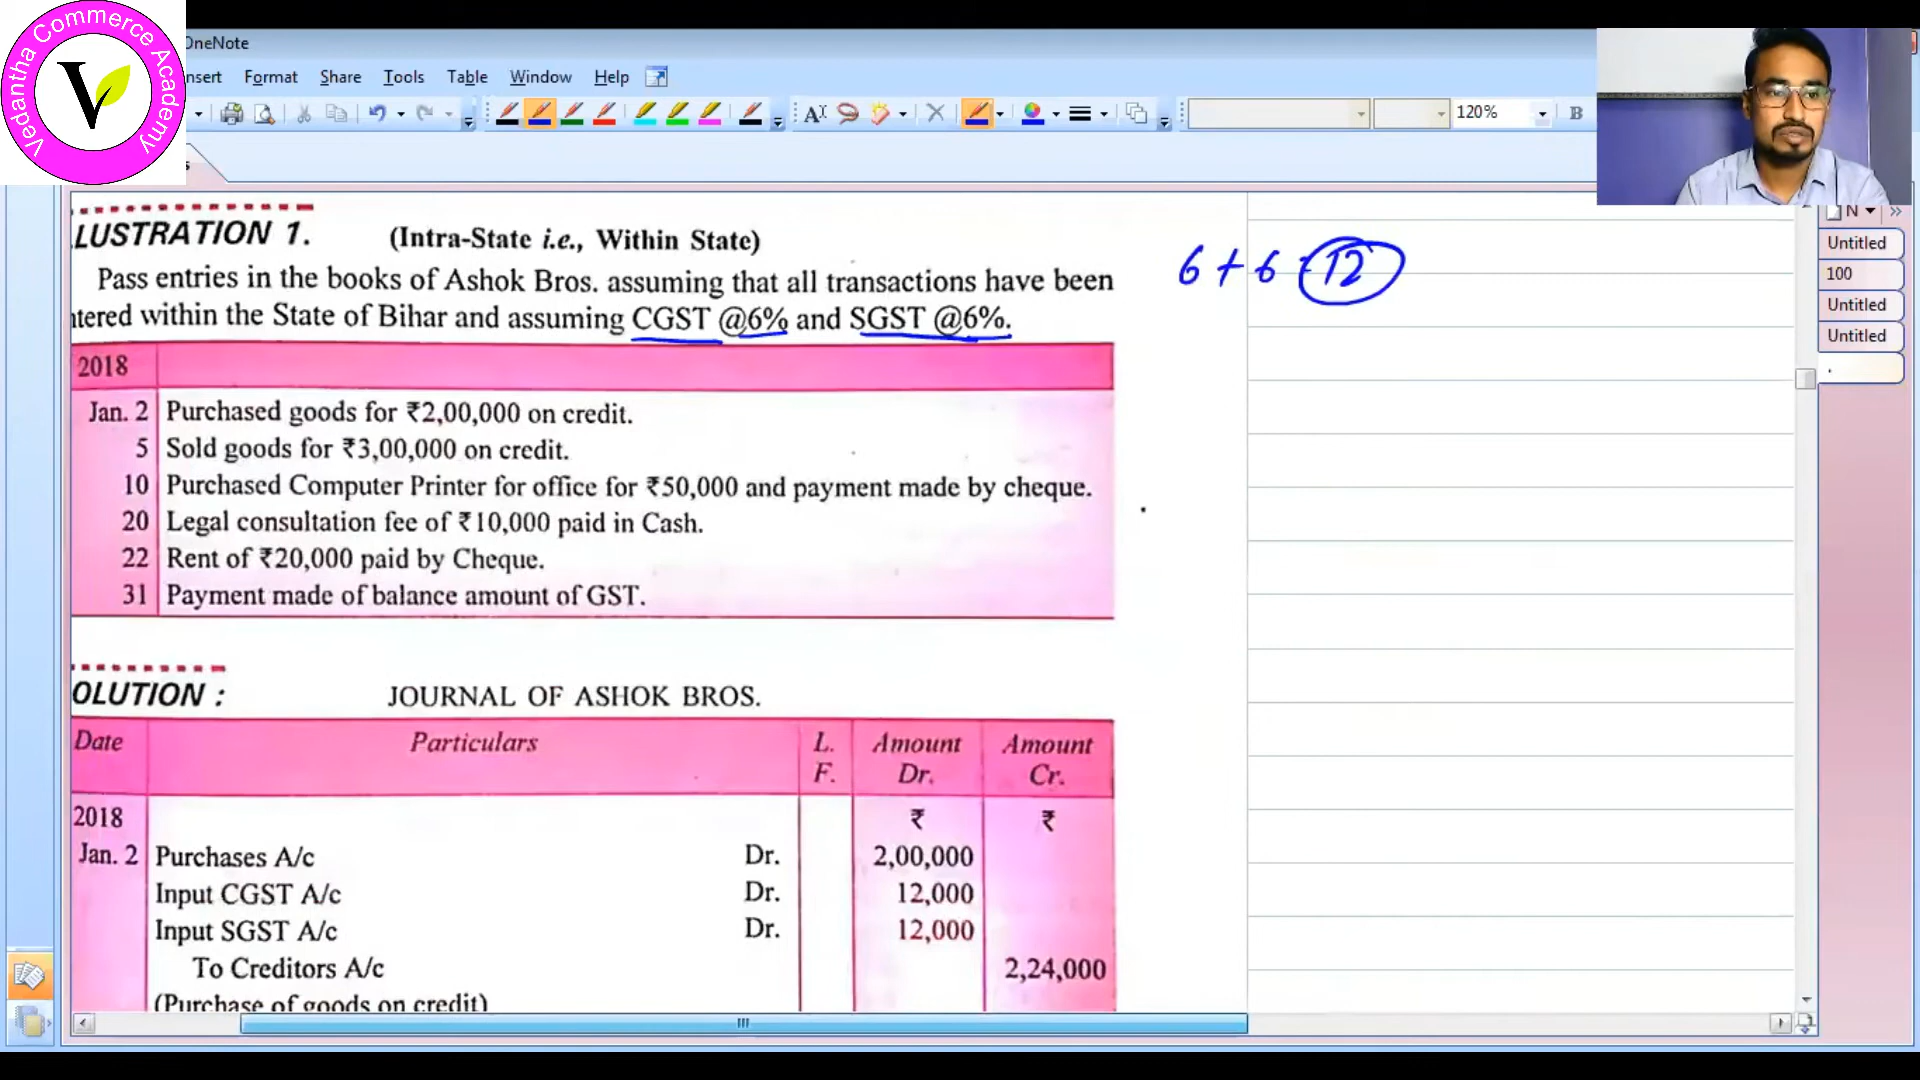 Vedantha Commerce Academy
V
OneNote
nsert Format Share Tools Table Window Help
120% B
s
N
Untitled
100
Untitled
Untitled
LUSTRATION 1. (Intra-State i.e., Within State)
6 + 6 12
Pass entries in the books of Ashok Bros. assuming that all transactions have been
tered within the State of Bihar and assuming CGST @6% and SGST @6%.
2018
Jan. 2 Purchased goods for ₹2,00,000 on credit.
5 Sold goods for ₹3,00,000 on credit.
10 Purchased Computer Printer for office for ₹50,000 and payment made by cheque.
20 Legal consultation fee of ₹10,000 paid in Cash.
22 Rent of ₹20,000 paid by Cheque.
31 Payment made of balance amount of GST.
OLUTION : JOURNAL OF ASHOK BROS.
Date Particulars L. F. Amount Dr. Amount Cr.
2018 ₹ ₹
Jan. 2 Purchases A/c Dr. 2,00,000
Input CGST A/c Dr. 12,000
Input SGST A/c Dr. 12,000
To Creditors A/c 2,24,000
(Purchase of goods on credit)